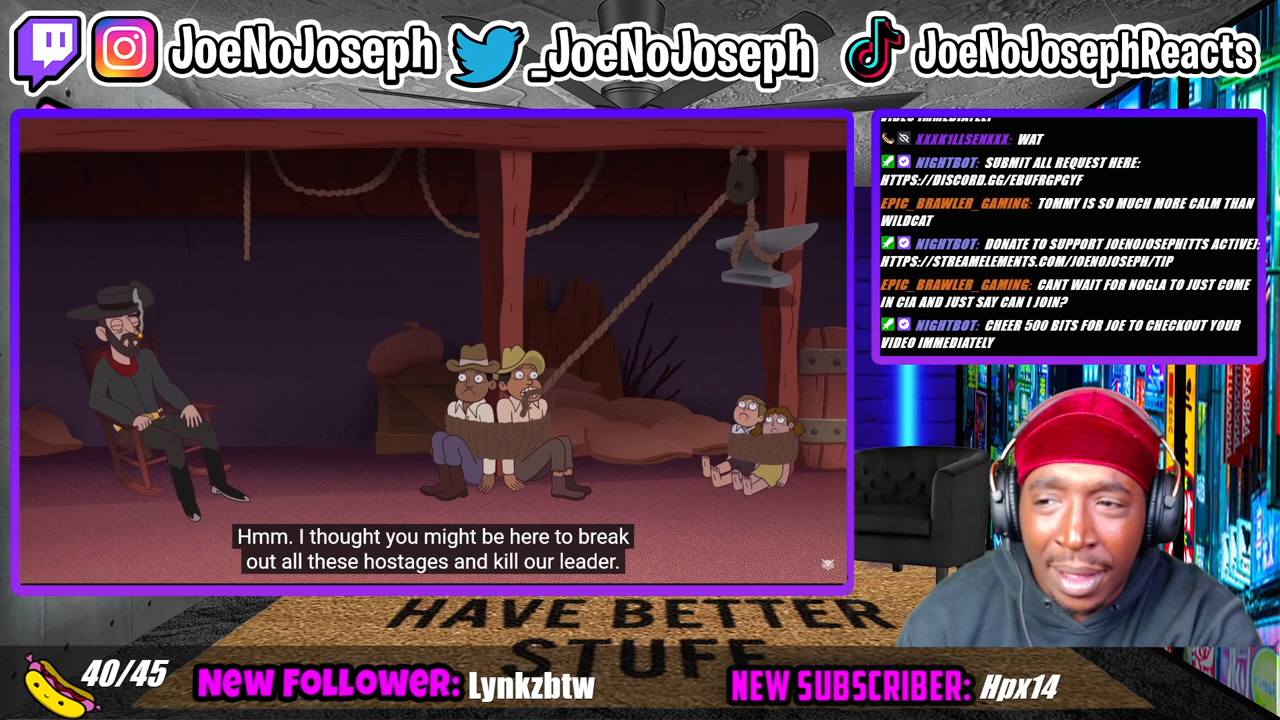 JoeNoJoseph
_JoeNoJoseph
JoeNoJosephReacts
VIDEO IMMEDIATELY
XXXK1LLSENXXX: WAT
NIGHTBOT: SUBMIT ALL REQUEST HERE:
HTTPS://DISCORD.GG/EBUFRGPGYF
EPIC_BRAWLER_GAMING: TOMMY IS SO MUCH MORE CALM THAN
WILDCAT
NIGHTBOT: DONATE TO SUPPORT JOENOJOSEPH(TTS ACTIVE):
HTTPS://STREAMELEMENTS.COM/JOENOJOSEPH/TIP
EPIC_BRAWLER_GAMING: CANT WAIT FOR NOGLA TO JUST COME
IN CIA AND JUST SAY CAN I JOIN?
NIGHTBOT: CHEER 500 BITS FOR JOE TO CHECKOUT YOUR
VIDEO IMMEDIATELY
Hmm. I thought you might be here to break
out all these hostages and kill our leader.
HAVE BETTER
STUFF
40/45
NEW FOLLOWER: Lynkzbtw
NEW SUBSCRIBER: Hpx14